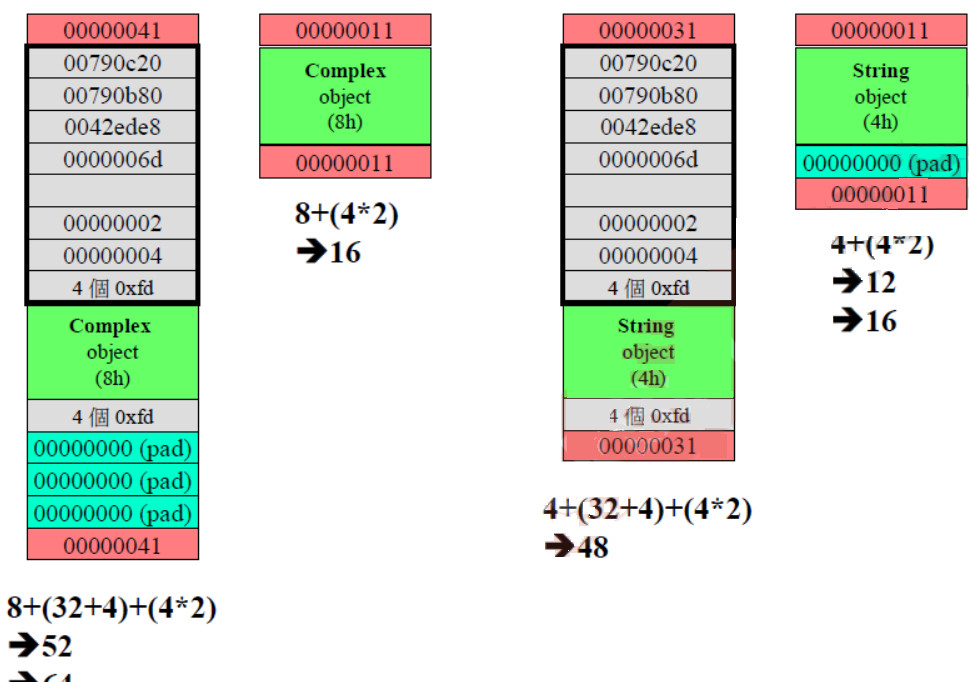 00000041
00790c20
00790b80
0042ede8
0000006d
00000002
00000004
4 個 0xfd
Complex
object
(8h)
4 個 0xfd
00000000 (pad)
00000000 (pad)
00000000 (pad)
00000041
8+(32+4)+(4*2)
➔52
➔64
00000011
Complex
object
(8h)
00000011
8+(4*2)
➔16
00000031
00790c20
00790b80
0042ede8
0000006d
00000002
00000004
4 個 0xfd
String
object
(4h)
4 個 0xfd
00000031
4+(32+4)+(4*2)
➔48
00000011
String
object
(4h)
00000000 (pad)
00000011
4+(4*2)
➔12
➔16